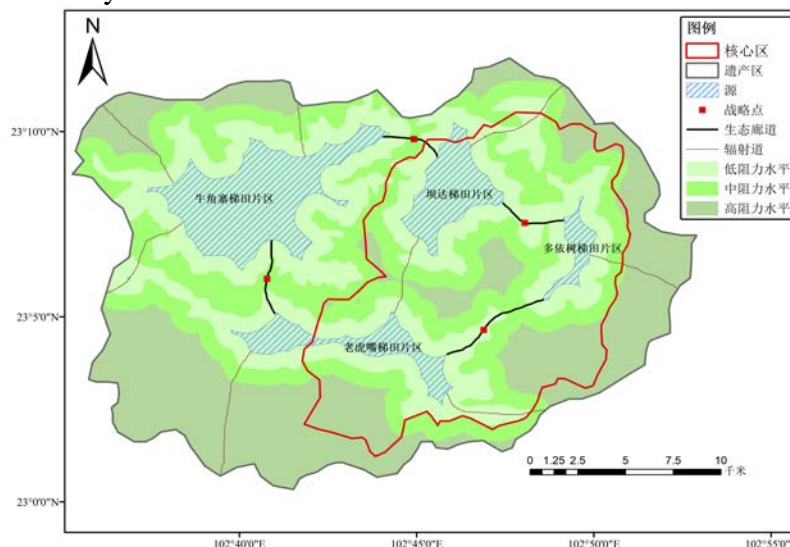 N
图例
核心区
遗产区
源
战略点
生态廊道
辐射道
低阻力水平
中阻力水平
高阻力水平
23°10'0"N
牛角寨梯田片区
坝达梯田片区
多依树梯田片区
23°5'0"N
老虎嘴梯田片区
0 1.25 2.5 5 7.5 10
千米
23°0'0"N
102°40'0"E 102°45'0"E 102°50'0"E 102°55'0"E